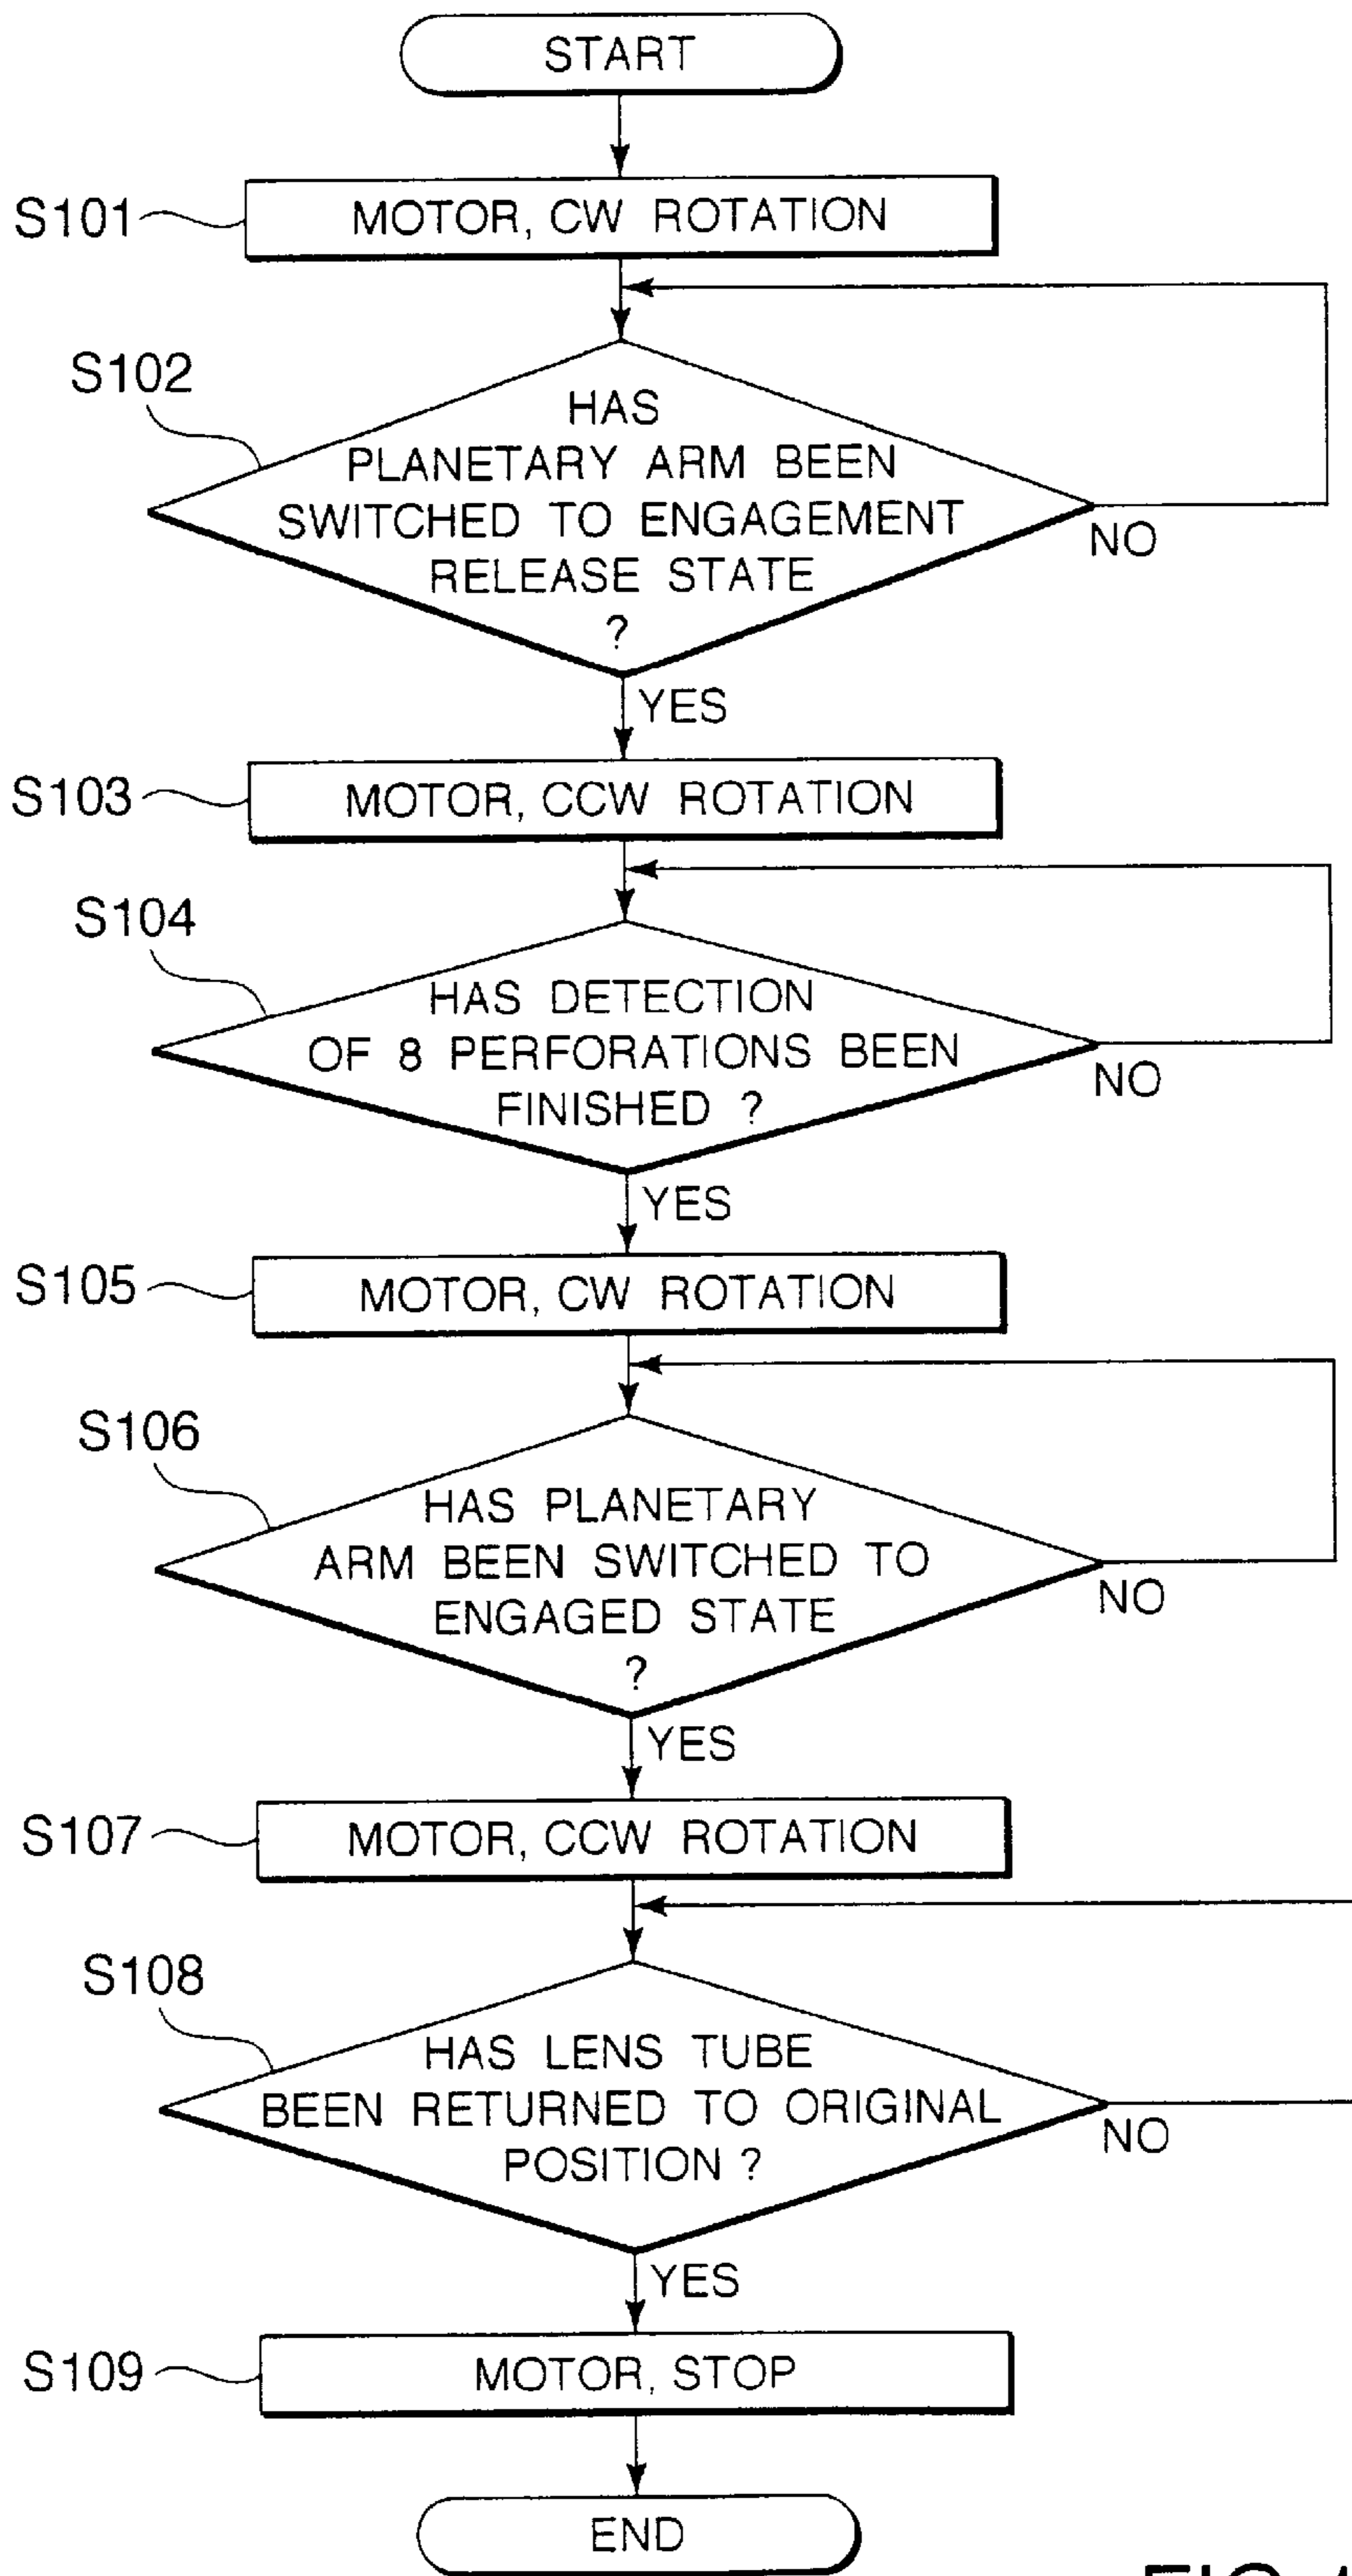 START
S101
MOTOR, CW ROTATION
S102
HAS
PLANETARY ARM BEEN
SWITCHED TO ENGAGEMENT
RELEASE STATE
?
NO
YES
S103
MOTOR, CCW ROTATION
S104
HAS DETECTION
OF 8 PERFORATIONS BEEN
FINISHED ?
NO
YES
S105
MOTOR, CW ROTATION
S106
HAS PLANETARY
ARM BEEN SWITCHED TO
ENGAGED STATE
?
NO
YES
S107
MOTOR, CCW ROTATION
S108
HAS LENS TUBE
BEEN RETURNED TO ORIGINAL
POSITION ?
NO
YES
S109
MOTOR, STOP
END